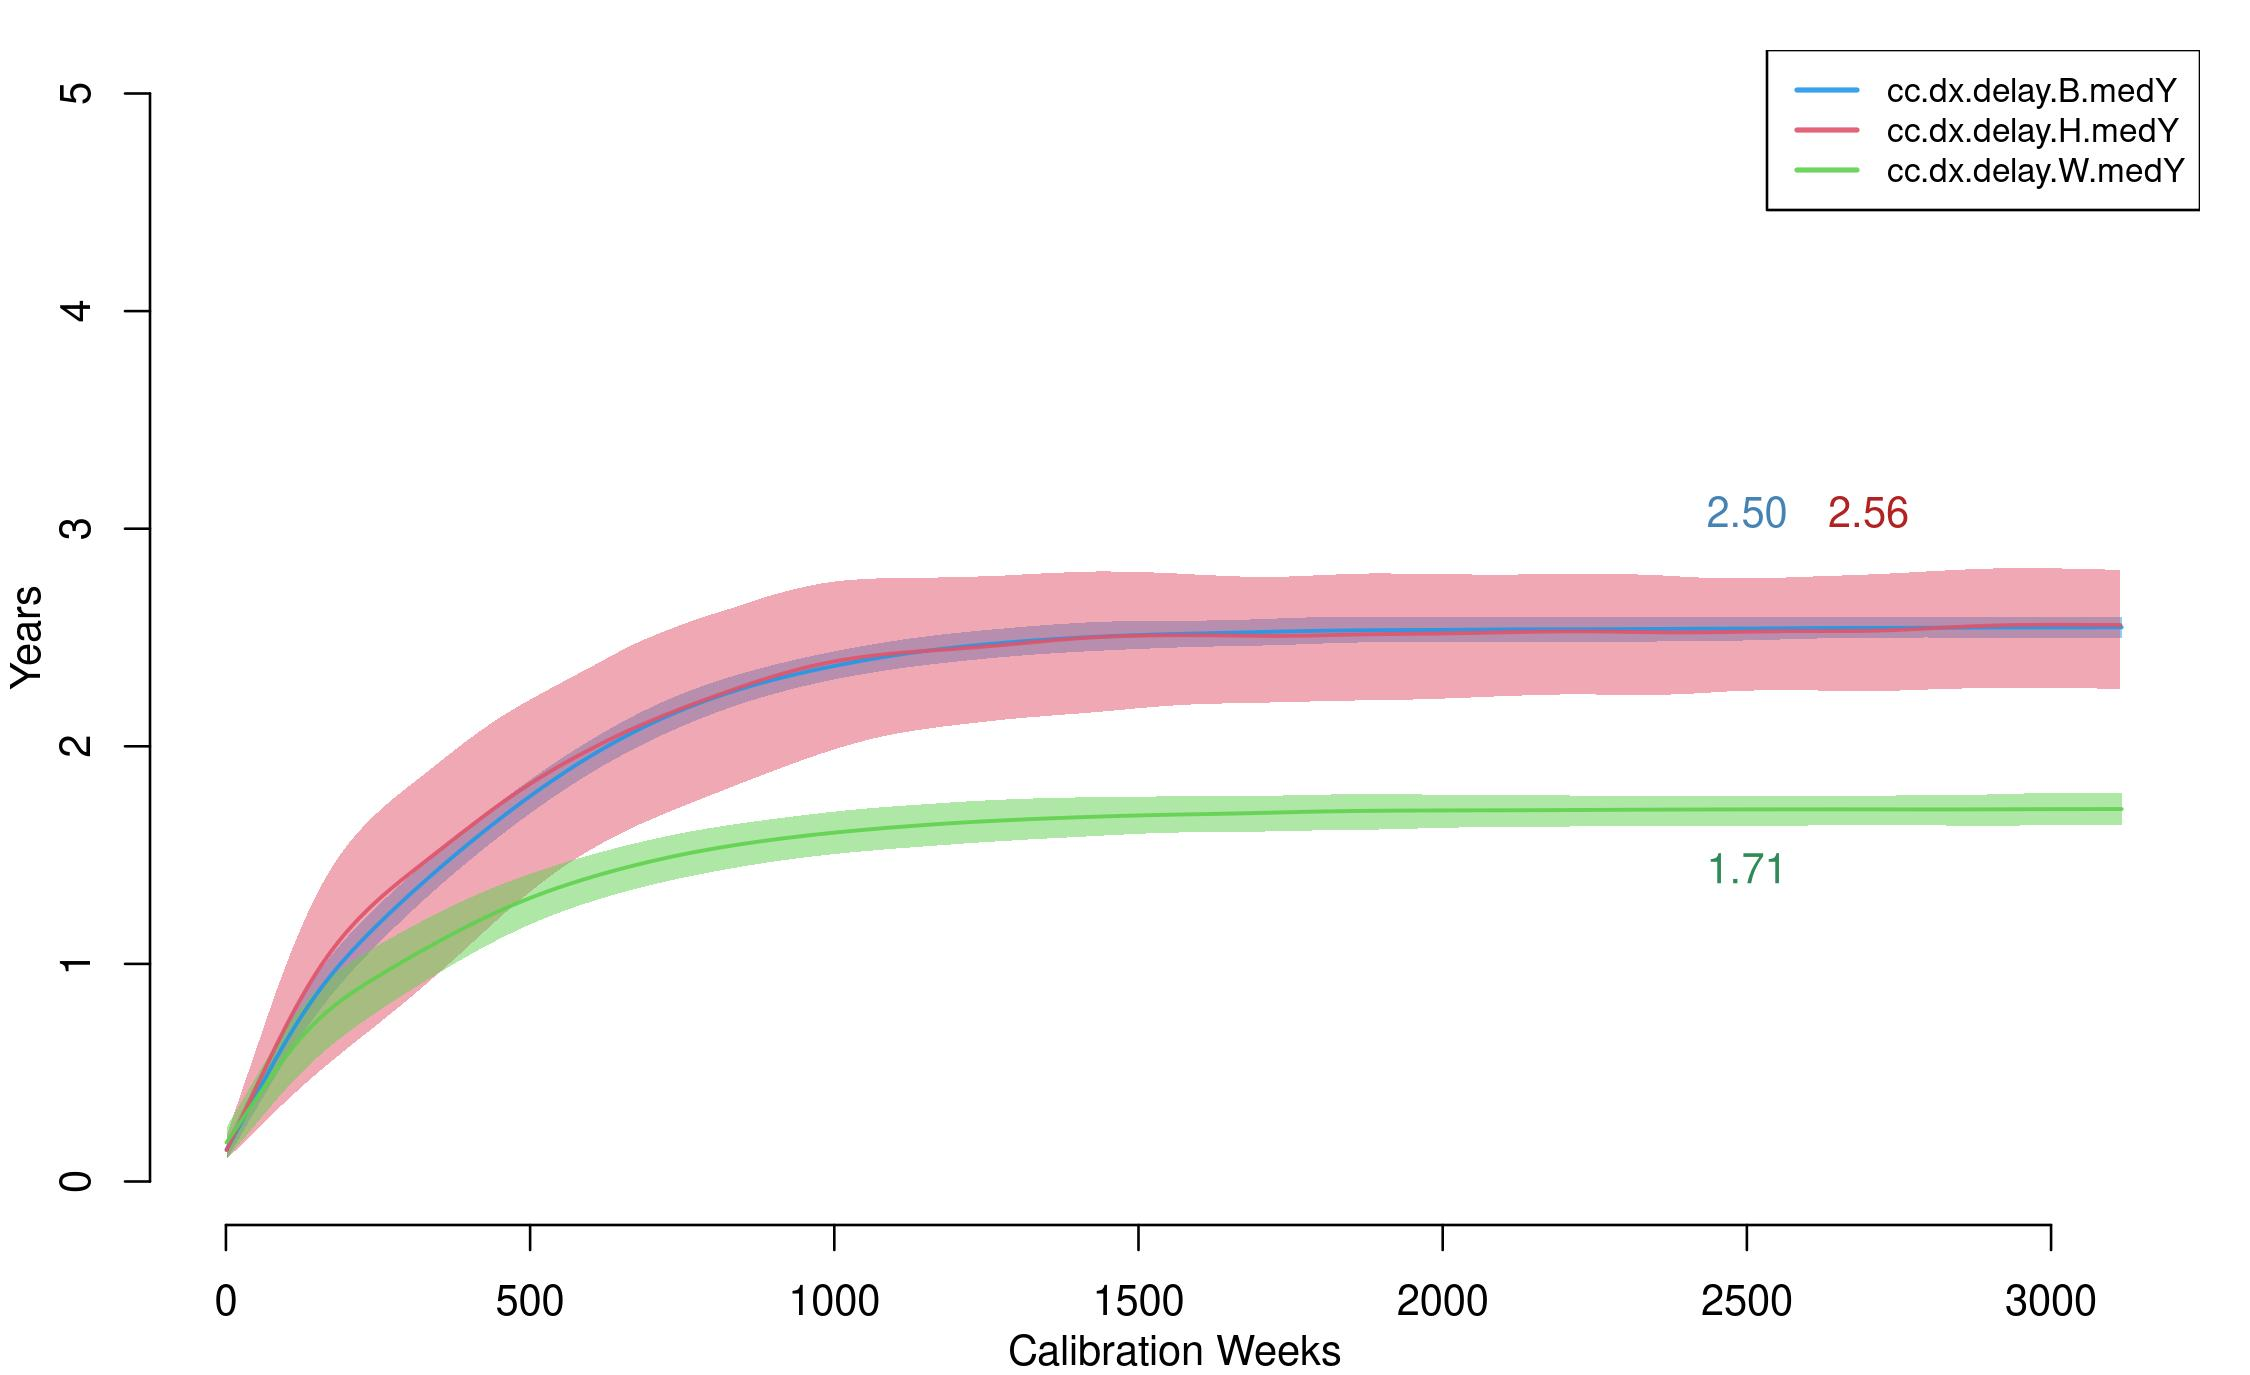 cc.dx.delay.B.medY
cc.dx.delay.H.medY
cc.dx.delay.W.medY
5
4
3
2
1
0
Years
2.50 2.56
1.71
0 500 1000 1500 2000 2500 3000
Calibration Weeks